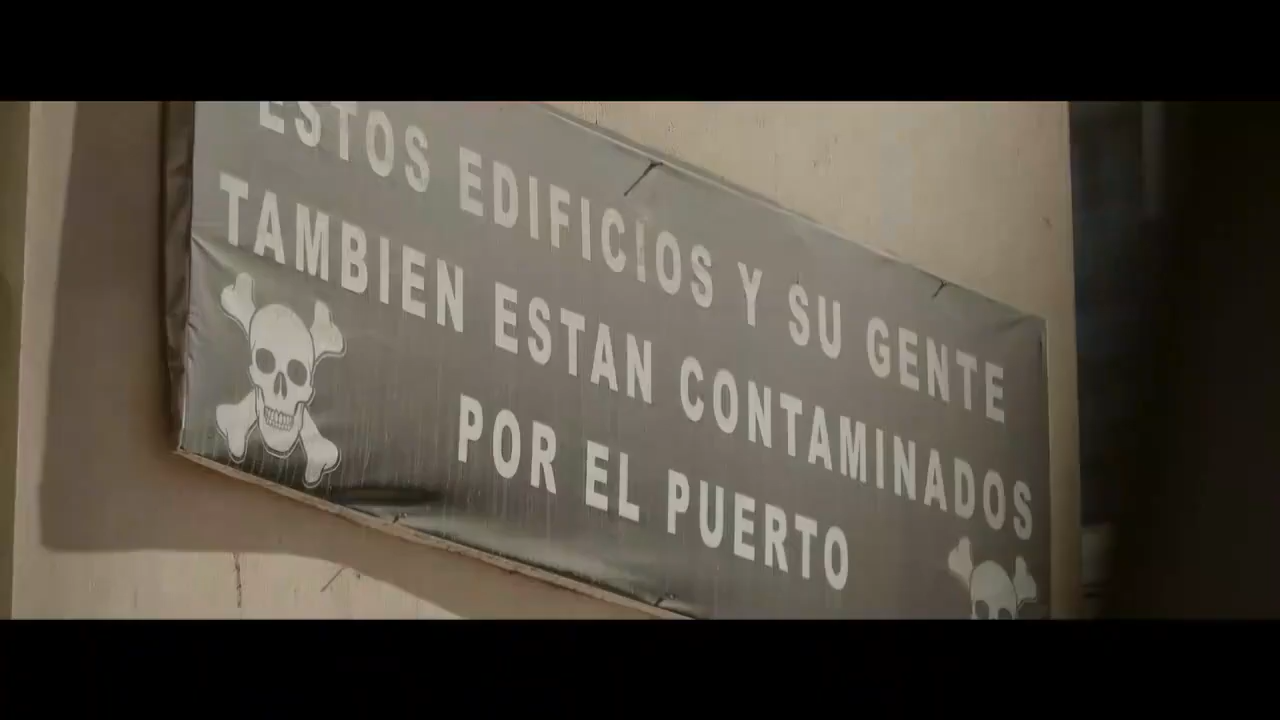 ESTOS EDIFICIOS Y SU GENTE
TAMBIEN ESTAN CONTAMINADOS
POR EL PUERTO